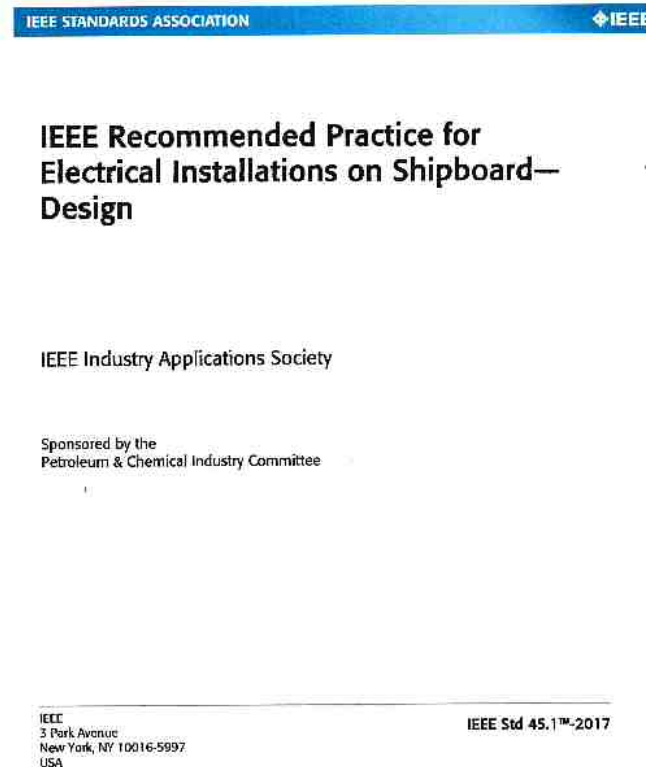 IEEE STANDARDS ASSOCIATION
IEEE
IEEE Recommended Practice for
Electrical Installations on Shipboard—
Design
IEEE Industry Applications Society
Sponsored by the
Petroleum & Chemical Industry Committee
IEEE
3 Park Avenue
New York, NY 10016-5997
USA
IEEE Std 45.1™-2017